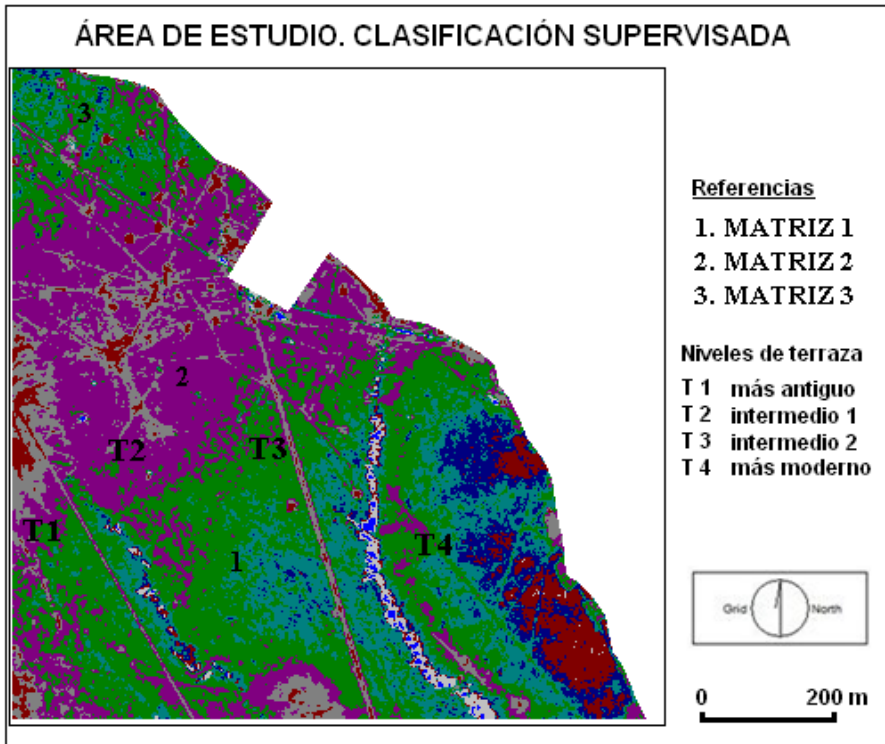 ÁREA DE ESTUDIO. CLASIFICACIÓN SUPERVISADA
3
2
T2
T3
T1
1
T4
Referencias
1. MATRIZ 1
2. MATRIZ 2
3. MATRIZ 3
Niveles de terraza
T 1 más antiguo
T 2 intermedio 1
T 3 intermedio 2
T 4 más moderno
Grid North
0 200 m